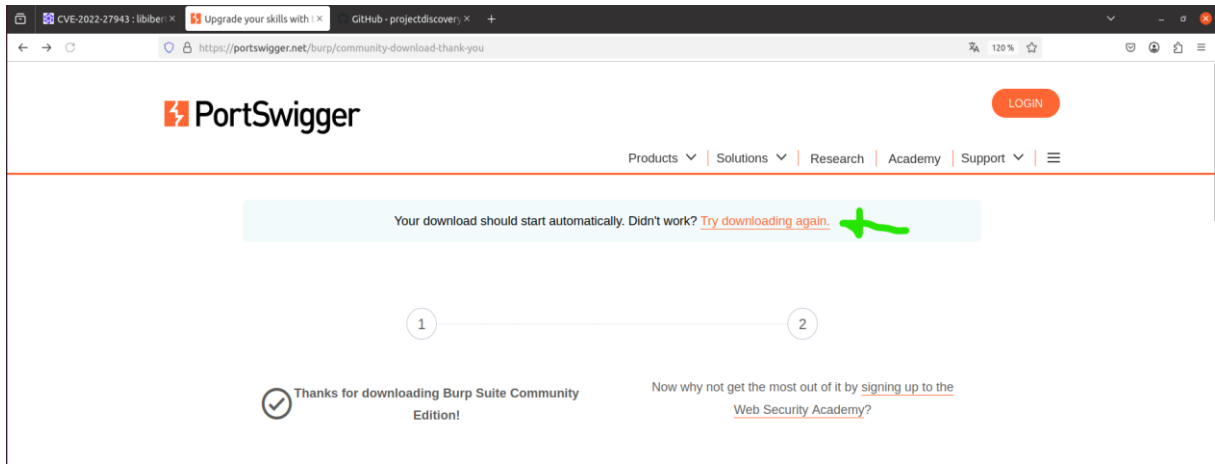 CVE-2022-27943 : libiber
Upgrade your skills with
GitHub - projectdiscovery
https://portswigger.net/burp/community-download-thank-you
120 %
PortSwigger
LOGIN
Products
Solutions
Research
Academy
Support
Your download should start automatically. Didn't work? Try downloading again.
1
2
Thanks for downloading Burp Suite Community
Edition!
Now why not get the most out of it by signing up to the
Web Security Academy?